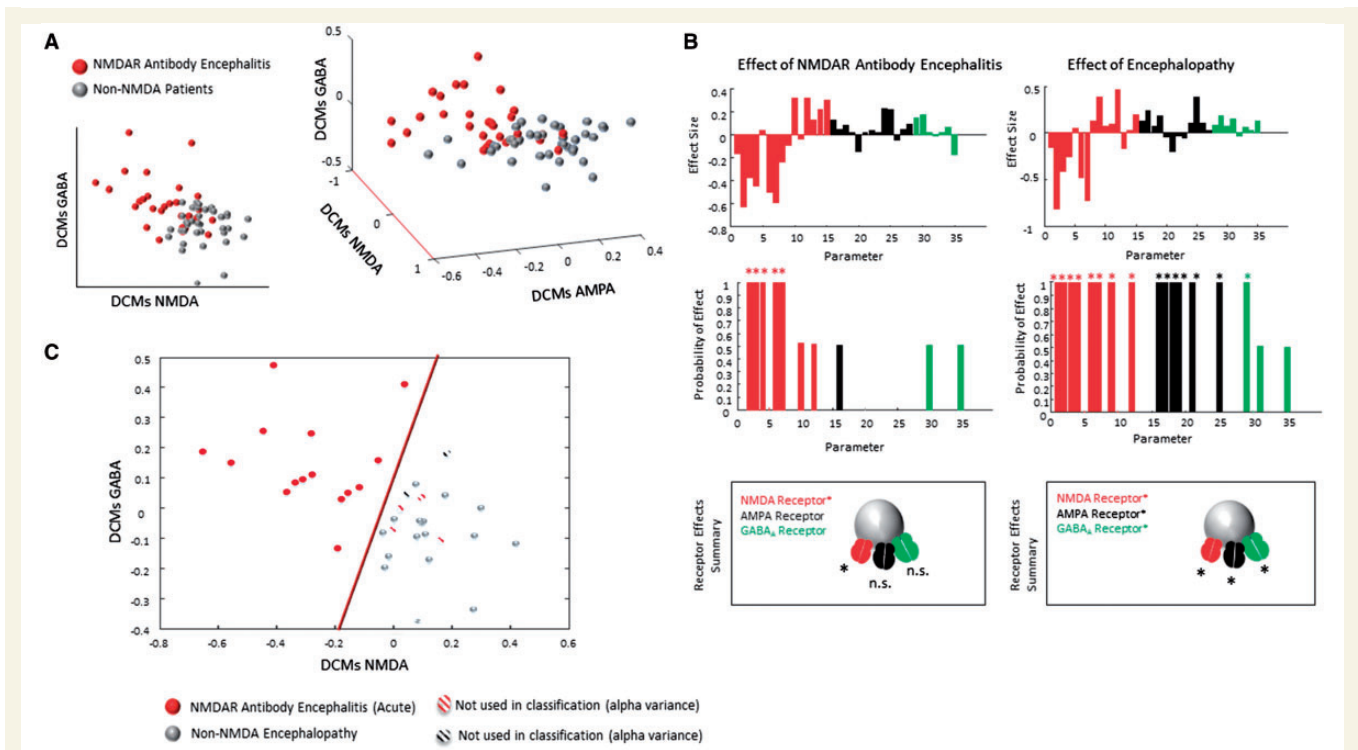 A
NMDAR Antibody Encephalitis
Non-NMDA Patients
DCMs GABA
DCMs NMDA
0.5
0
-0.5
-1
0
1
-0.6
-0.4
-0.2
0
0.2
0.4
DCMs GABA
DCMs NMDA
DCMs AMPA
B
Effect of NMDAR Antibody Encephalitis
0.4
0.2
0
-0.2
-0.4
-0.6
-0.8
Effect Size
0 5 10 15 20 25 30 35
Parameter
Effect of Encephalopathy
0.5
0
-0.5
-1
Effect Size
0 5 10 15 20 25 30 35
Parameter
*** **
1
0.9
0.8
0.7
0.6
0.5
0.4
0.3
0.2
0.1
0
Probability of Effect
0 5 10 15 20 25 30 35
Parameter
**** ** * * **** * * *
1
0.9
0.8
0.7
0.6
0.5
0.4
0.3
0.2
0.1
0
Probability of Effect
0 5 10 15 20 25 30 35
Parameter
Receptor Effects
Summary
NMDA Receptor*
AMPA Receptor
GABAA Receptor
*
n.s.
n.s.
Receptor Effects
Summary
NMDA Receptor*
AMPA Receptor*
GABAA Receptor*
* * *
C
0.5
0.4
0.3
0.2
0.1
0
-0.1
-0.2
-0.3
-0.4
DCMs GABA
-0.8 -0.6 -0.4 -0.2 0 0.2 0.4 0.6
DCMs NMDA
NMDAR Antibody Encephalitis (Acute)
Non-NMDA Encephalopathy
Not used in classification (alpha variance)
Not used in classification (alpha variance)